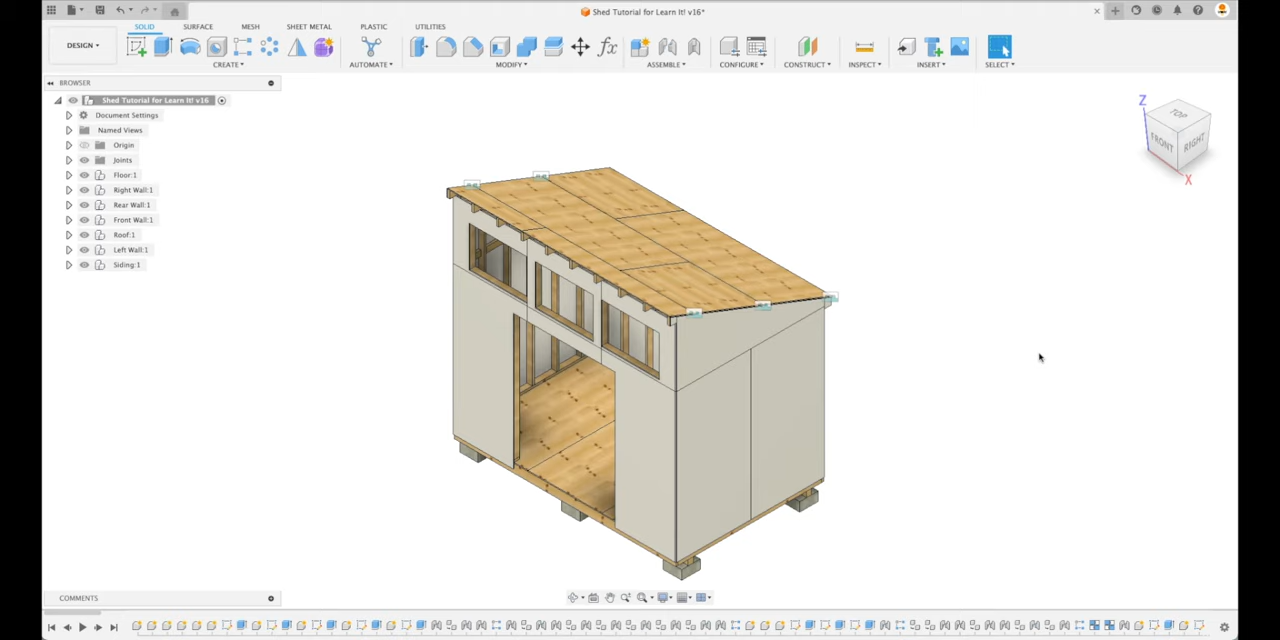 Shed Tutorial for Learn It! v16*
SOLID SURFACE MESH SHEET METAL PLASTIC UTILITIES
DESIGN
CREATE AUTOMATE MODIFY ASSEMBLE CONFIGURE CONSTRUCT INSPECT INSERT SELECT
BROWSER
Shed Tutorial for Learn It! v16
Document Settings
Named Views
Origin
Joints
Floor:1
Right Wall:1
Rear Wall:1
Front Wall:1
Roof:1
Left Wall:1
Siding:1
Z
TOP
FRONT
RIGHT
X
COMMENTS